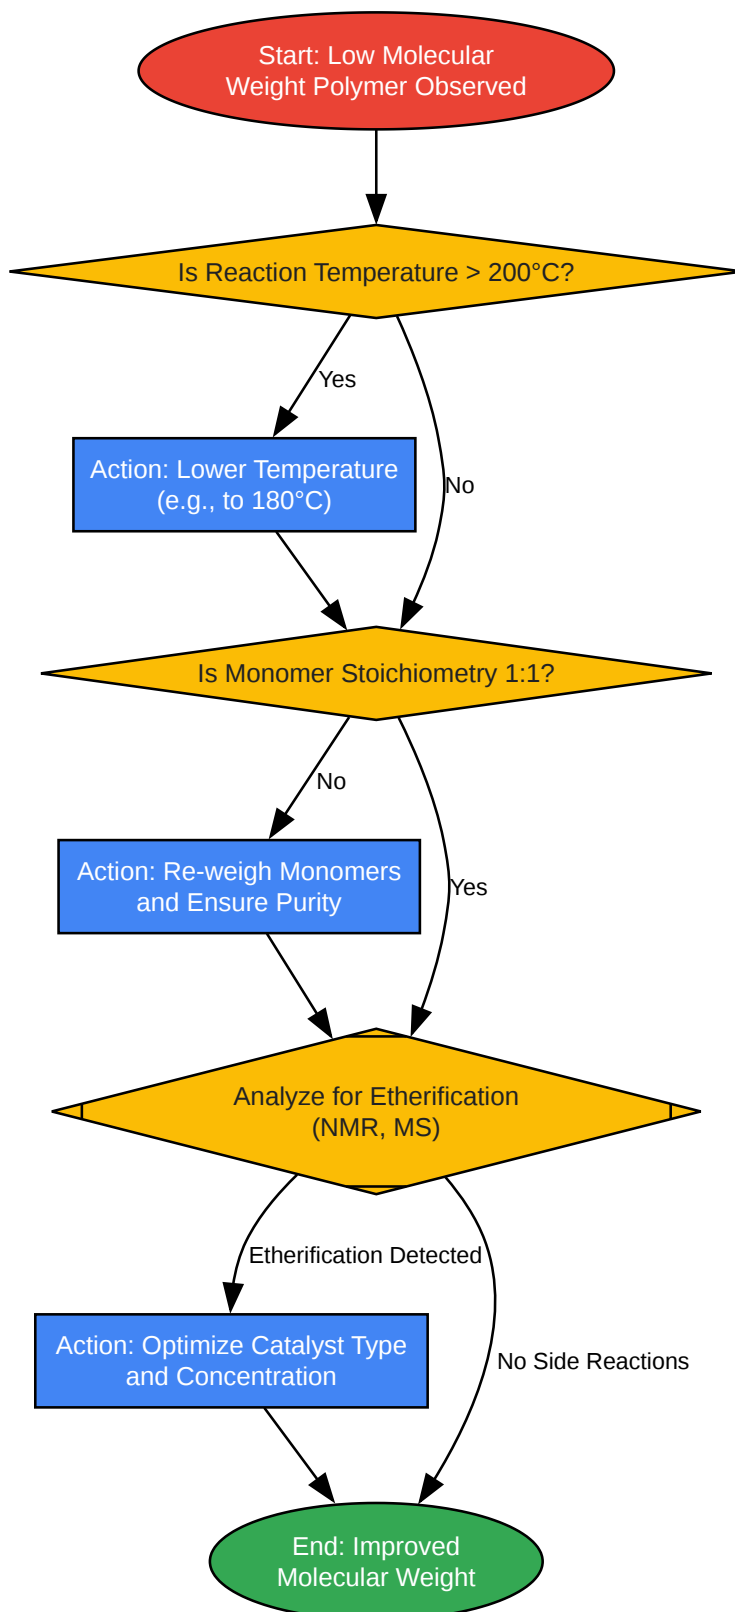 Start: Low Molecular
Weight Polymer Observed
Is Reaction Temperature > 200°C?
Yes
Action: Lower Temperature
(e.g., to 180°C)
No
Is Monomer Stoichiometry 1:1?
No
Action: Re-weigh Monomers
and Ensure Purity
Yes
Analyze for Etherification
(NMR, MS)
Etherification Detected
Action: Optimize Catalyst Type
and Concentration
No Side Reactions
End: Improved
Molecular Weight